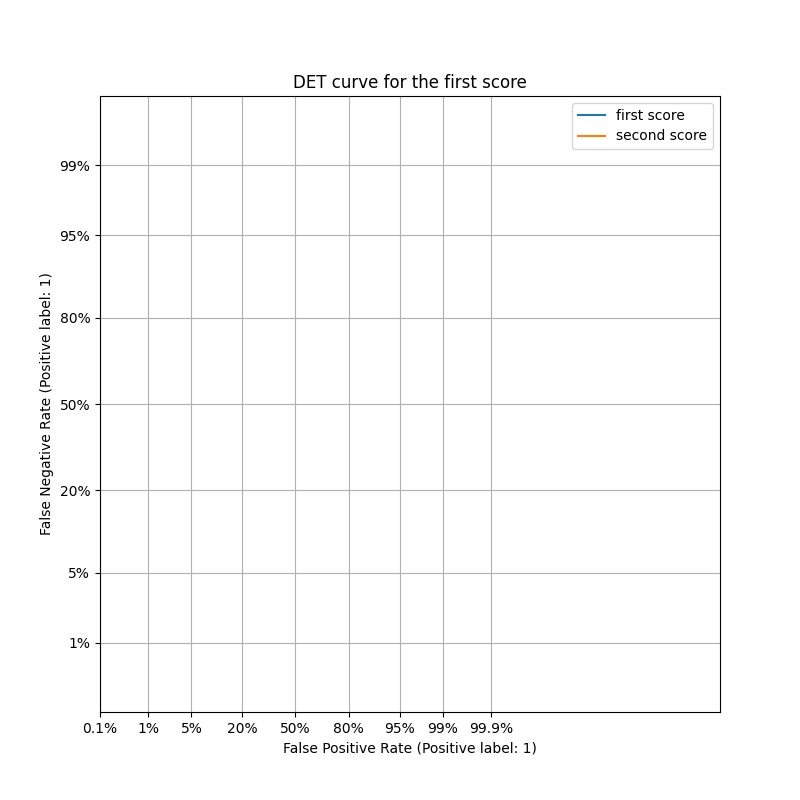 DET curve for the first score
first score
second score
99%
95%
80%
50%
20%
5%
1%
False Negative Rate (Positive label: 1)
0.1% 1% 5% 20% 50% 80% 95% 99% 99.9%
False Positive Rate (Positive label: 1)